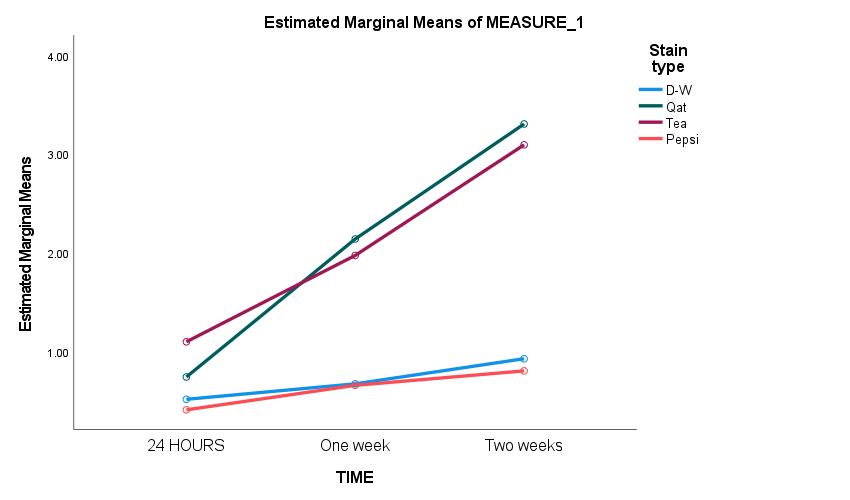 Estimated Marginal Means of MEASURE_1
Estimated Marginal Means
4.00
3.00
2.00
1.00
24 HOURS
One week
Two weeks
TIME
Stain
type
D-W
Qat
Tea
Pepsi